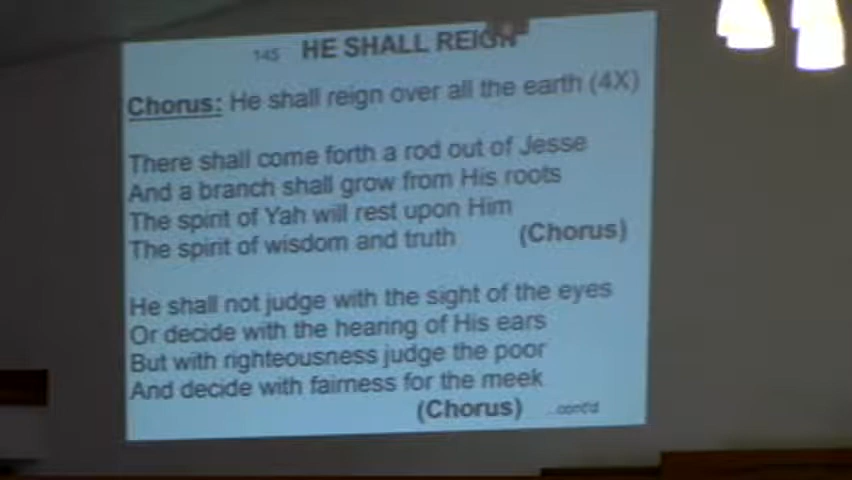 145 HE SHALL REIGN
Chorus: He shall reign over all the earth (4X)
There shall come forth a rod out of Jesse
And a branch shall grow from His roots
The spirit of Yah will rest upon Him
The spirit of wisdom and truth (Chorus)
He shall not judge with the sight of the eyes
Or decide with the hearing of His ears
But with righteousness judge the poor
And decide with fairness for the meek
(Chorus) ...cont'd